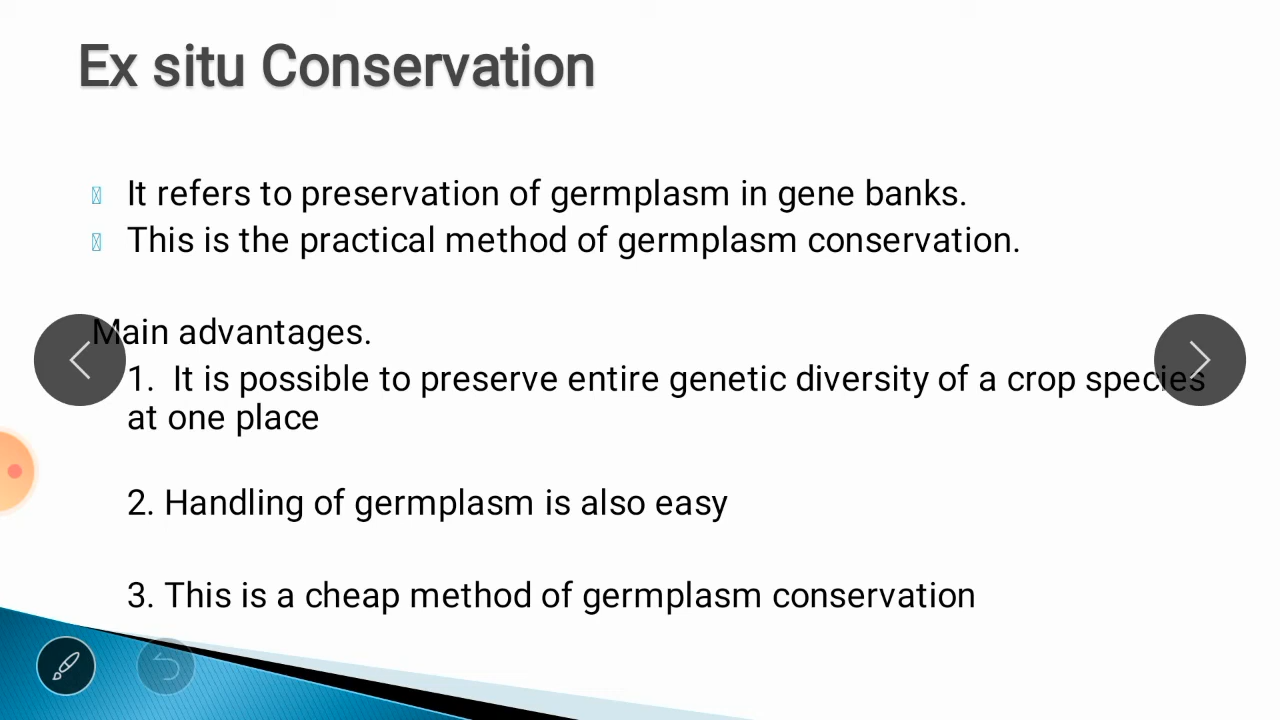 Ex situ Conservation
It refers to preservation of germplasm in gene banks.
This is the practical method of germplasm conservation.
Main advantages.
1. It is possible to preserve entire genetic diversity of a crop species
at one place
2. Handling of germplasm is also easy
3. This is a cheap method of germplasm conservation